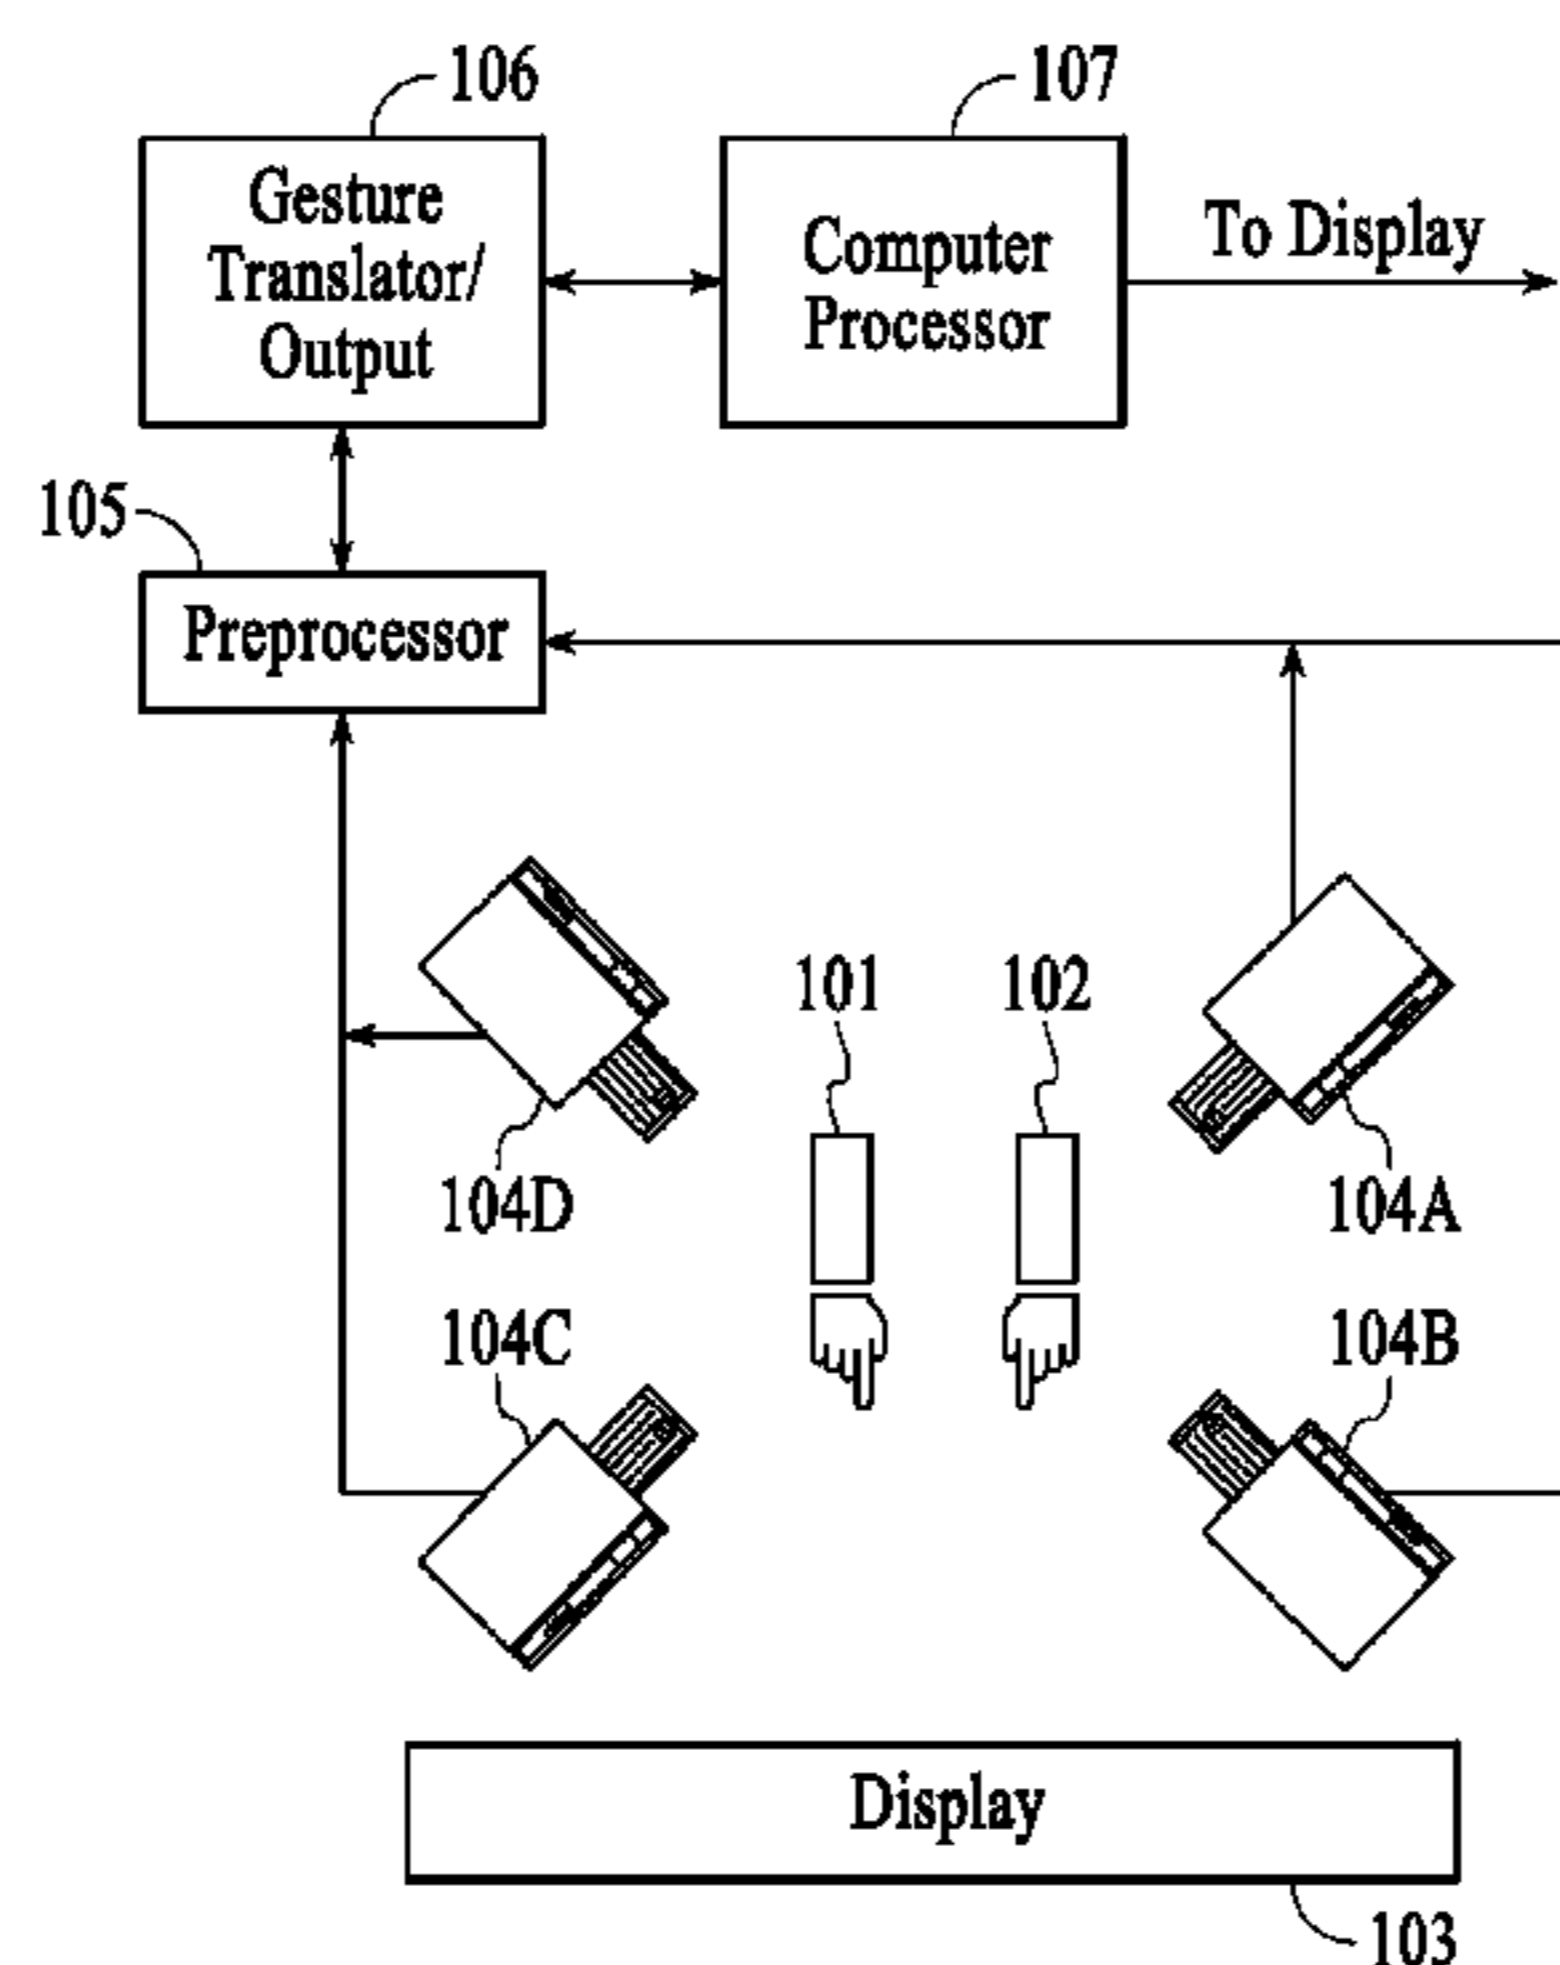 106
107
Gesture
Translator/
Output
Computer
Processor
To Display
105
Preprocessor
101
102
104D
104A
104C
104B
Display
103